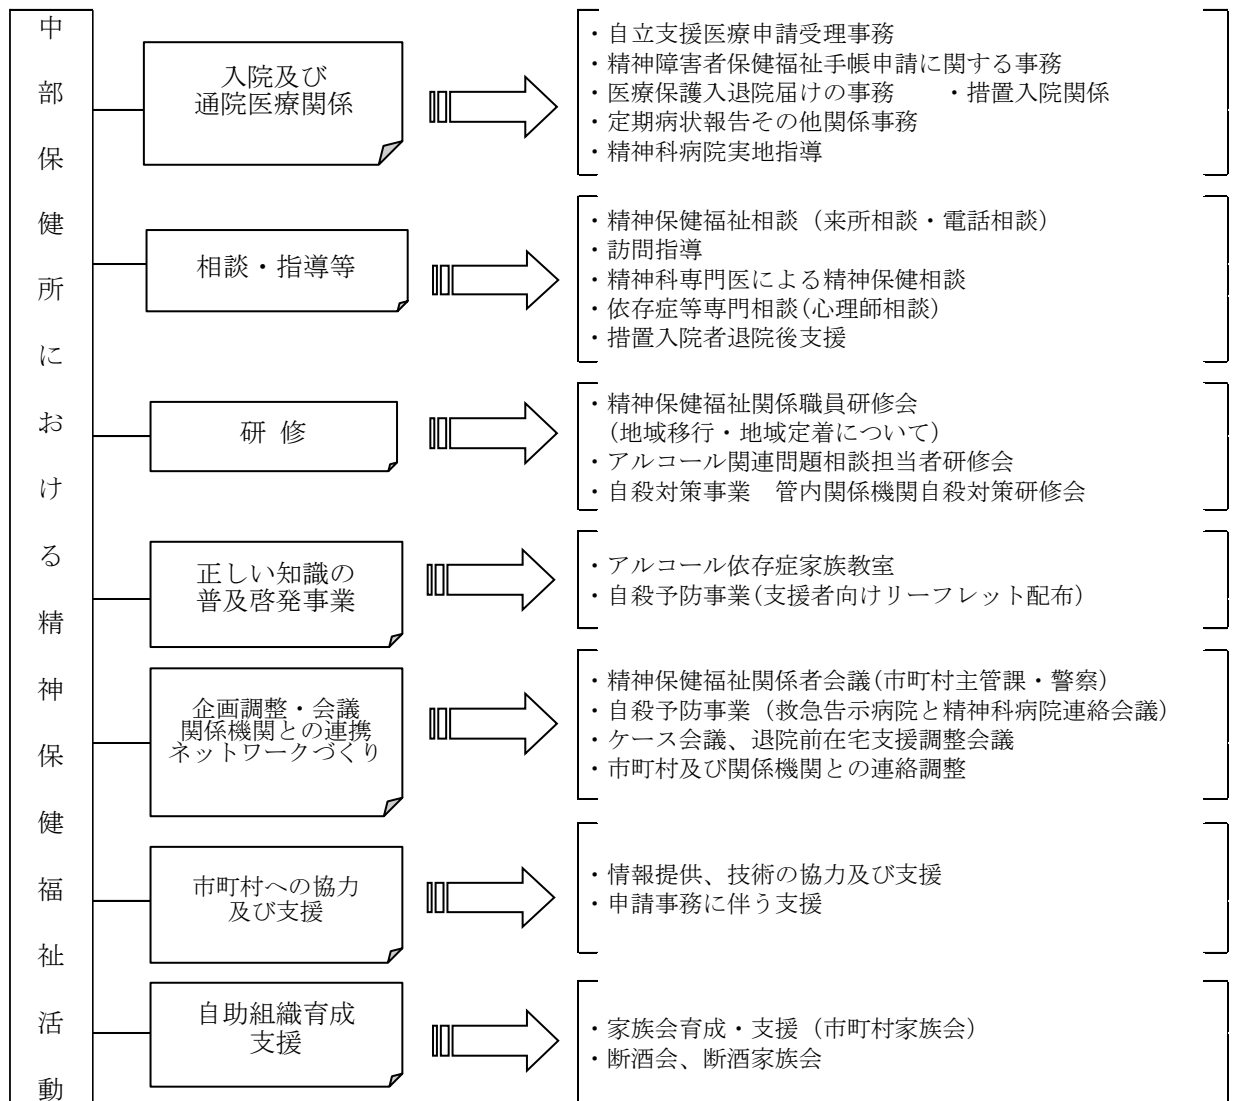 中部保健所における精神保健福祉活動
入院及び
通院医療関係
・自立支援医療申請受理事務
・精神障害者保健福祉手帳申請に関する事務
・医療保護入退院届けの事務　　・措置入院関係
・定期病状報告その他関係事務
・精神科病院実地指導
相談・指導等
・精神保健福祉相談（来所相談・電話相談）
・訪問指導
・精神科専門医による精神保健相談
・依存症等専門相談(心理師相談)
・措置入院者退院後支援
研 修
・精神保健福祉関係職員研修会
(地域移行・地域定着について)
・アルコール関連問題相談担当者研修会
・自殺対策事業　管内関係機関自殺対策研修会
正しい知識の
普及啓発事業
・アルコール依存症家族教室
・自殺予防事業(支援者向けリーフレット配布)
企画調整・会議
関係機関との連携
ネットワークづくり
・精神保健福祉関係者会議(市町村主管課・警察)
・自殺予防事業（救急告示病院と精神科病院連絡会議）
・ケース会議、退院前在宅支援調整会議
・市町村及び関係機関との連絡調整
市町村への協力
及び支援
・情報提供、技術の協力及び支援
・申請事務に伴う支援
自助組織育成
支援
・家族会育成・支援（市町村家族会）
・断酒会、断酒家族会